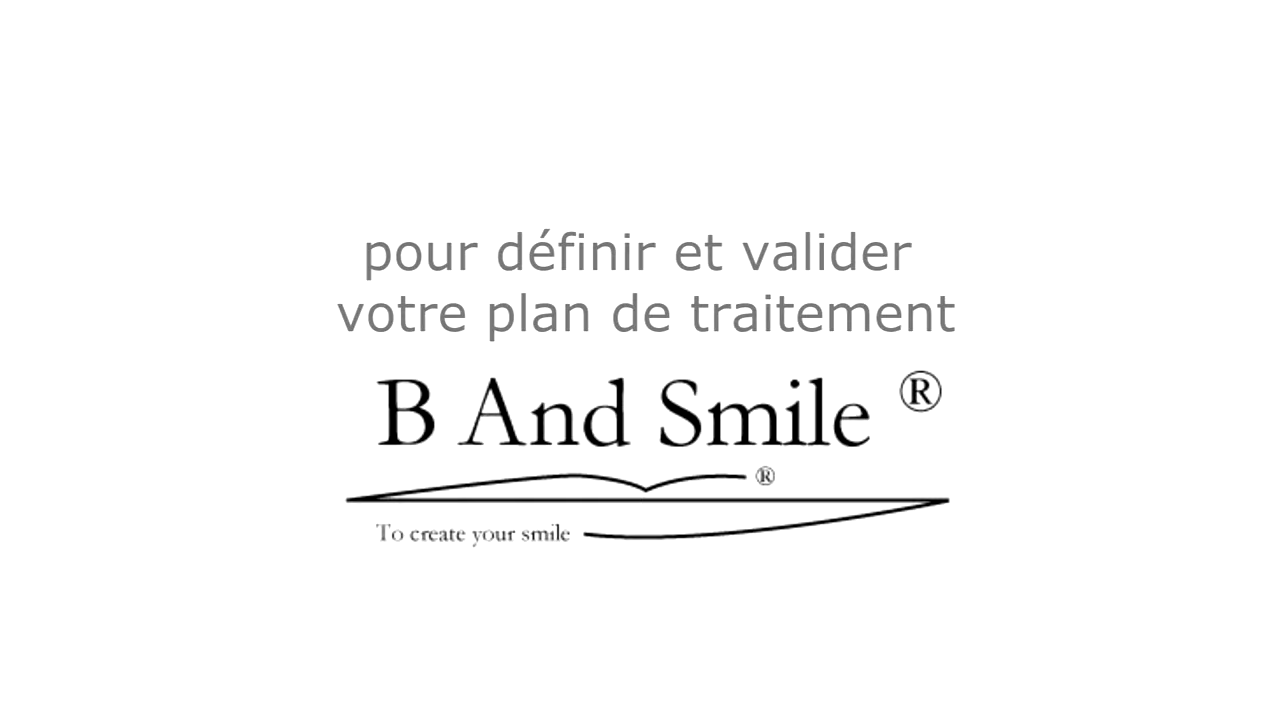 pour définir et valider
votre plan de traitement
B And Smile ®
®
To create your smile